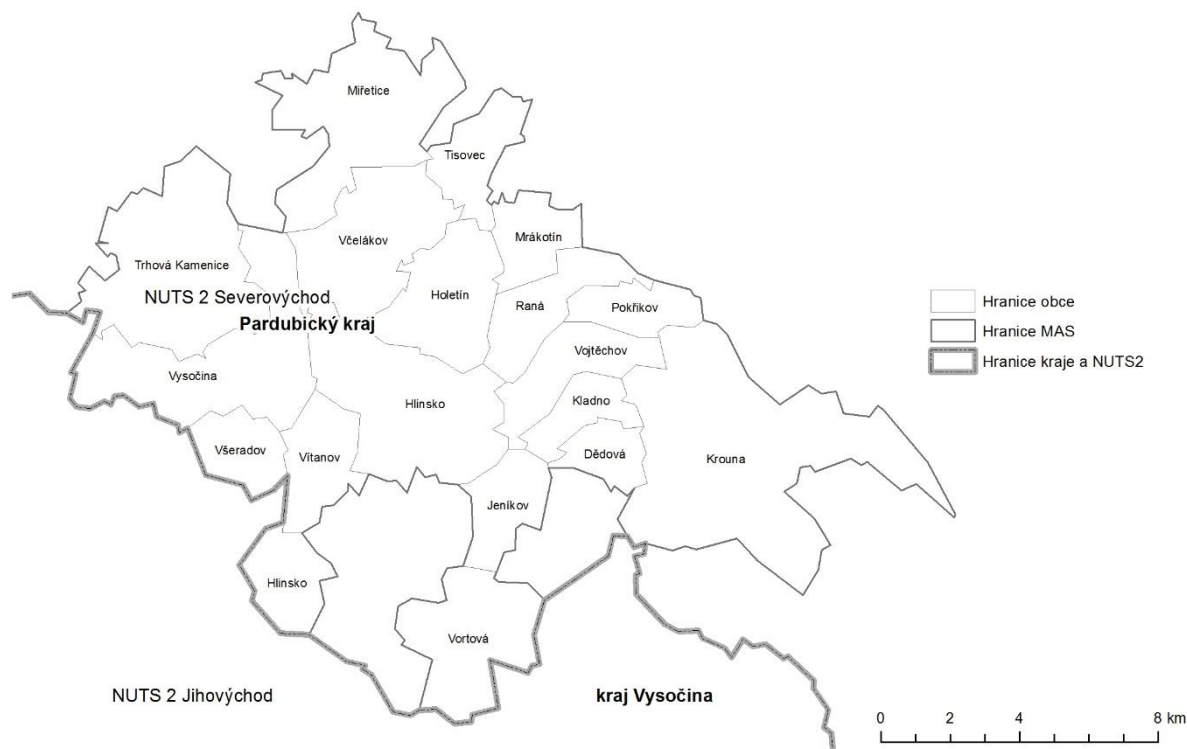 Miřetice
Tisovec
Mrákotín
Včelákov
Trhová Kamenice
Holetín
Raná
Pokřikov
NUTS 2 Severovýchod
Pardubický kraj
Vojtěchov
Vysočina
Hlinsko
Kladno
Všeradov
Vítanov
Dědová
Krouna
Jeníkov
Hlinsko
Vortová
NUTS 2 Jihovýchod
kraj Vysočina
Hranice obce
Hranice MAS
Hranice kraje a NUTS2
0 2 4 8 km